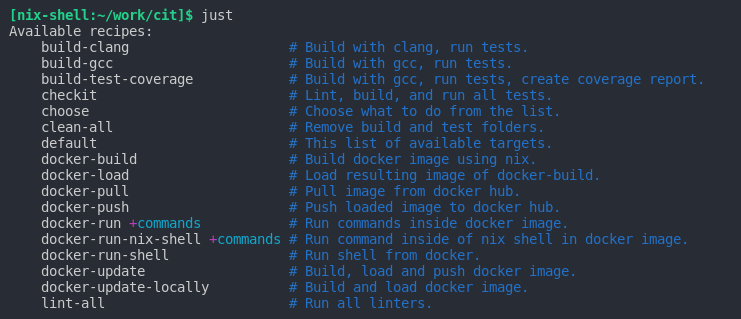 [nix-shell:~/work/cit]$ just
Available recipes:
    build-clang                    # Build with clang, run tests.
    build-gcc                      # Build with gcc, run tests.
    build-test-coverage            # Build with gcc, run tests, create coverage report.
    checkit                        # Lint, build, and run all tests.
    choose                         # Choose what to do from the list.
    clean-all                      # Remove build and test folders.
    default                        # This list of available targets.
    docker-build                   # Build docker image using nix.
    docker-load                    # Load resulting image of docker-build.
    docker-pull                    # Pull image from docker hub.
    docker-push                    # Push loaded image to docker hub.
    docker-run +commands           # Run commands inside docker image.
    docker-run-nix-shell +commands # Run command inside of nix shell in docker image.
    docker-run-shell               # Run shell from docker.
    docker-update                  # Build, load and push docker image.
    docker-update-locally          # Build and load docker image.
    lint-all                       # Run all linters.